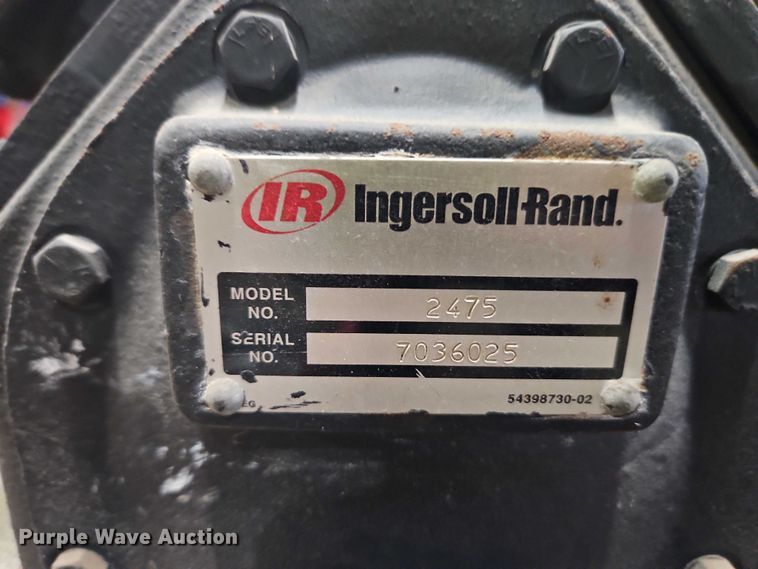 IR Ingersoll-Rand.
MODEL NO. 2475
SERIAL NO. 7036025
54398730-02
Purple Wave Auction